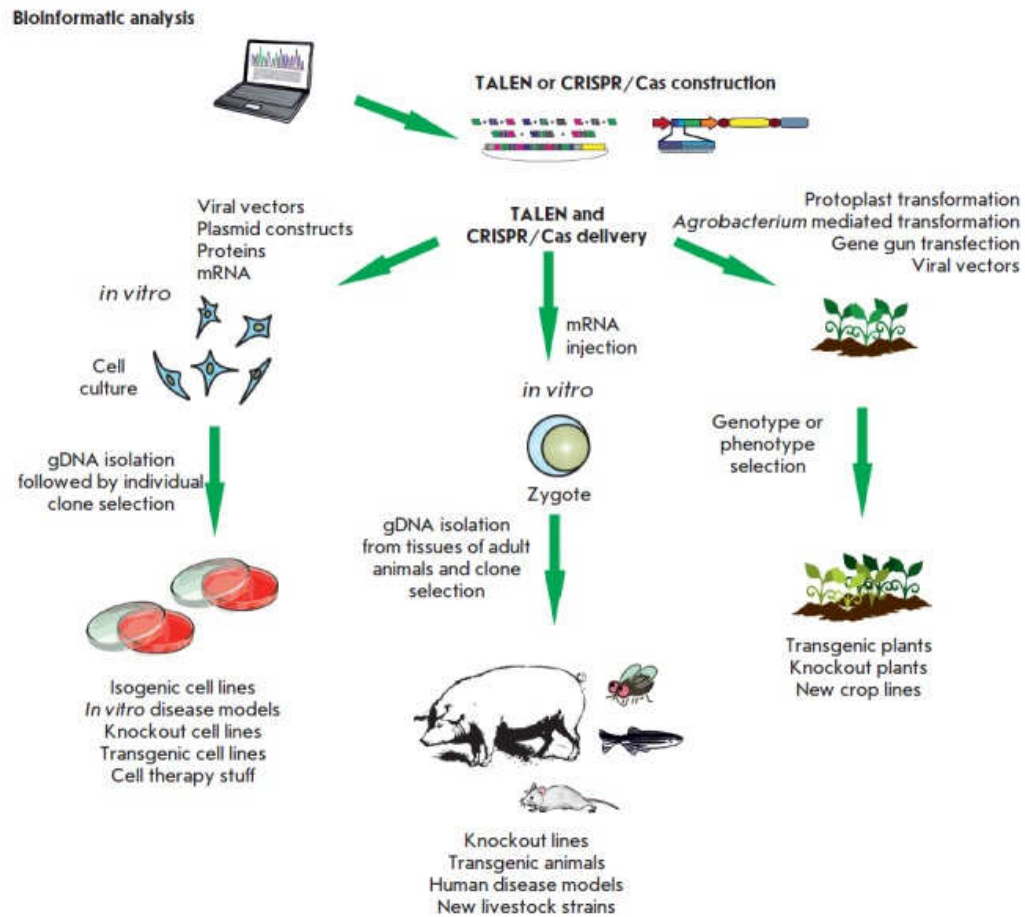 Bioinformatic analysis
TALEN or CRISPR/Cas construction
Viral vectors
Plasmid constructs
Proteins
mRNA
in vitro
Cell
culture
TALEN and
CRISPR/Cas delivery
Protoplast transformation
Agrobacterium mediated transformation
Gene gun transfection
Viral vectors
mRNA
injection
in vitro
Zygote
gDNA isolation
followed by individual
clone selection
gDNA isolation
from tissues of adult
animals and clone
selection
Genotype or
phenotype
selection
Isogenic cell lines
In vitro disease models
Knockout cell lines
Transgenic cell lines
Cell therapy stuff
Knockout lines
Transgenic animals
Human disease models
New livestock strains
Transgenic plants
Knockout plants
New crop lines